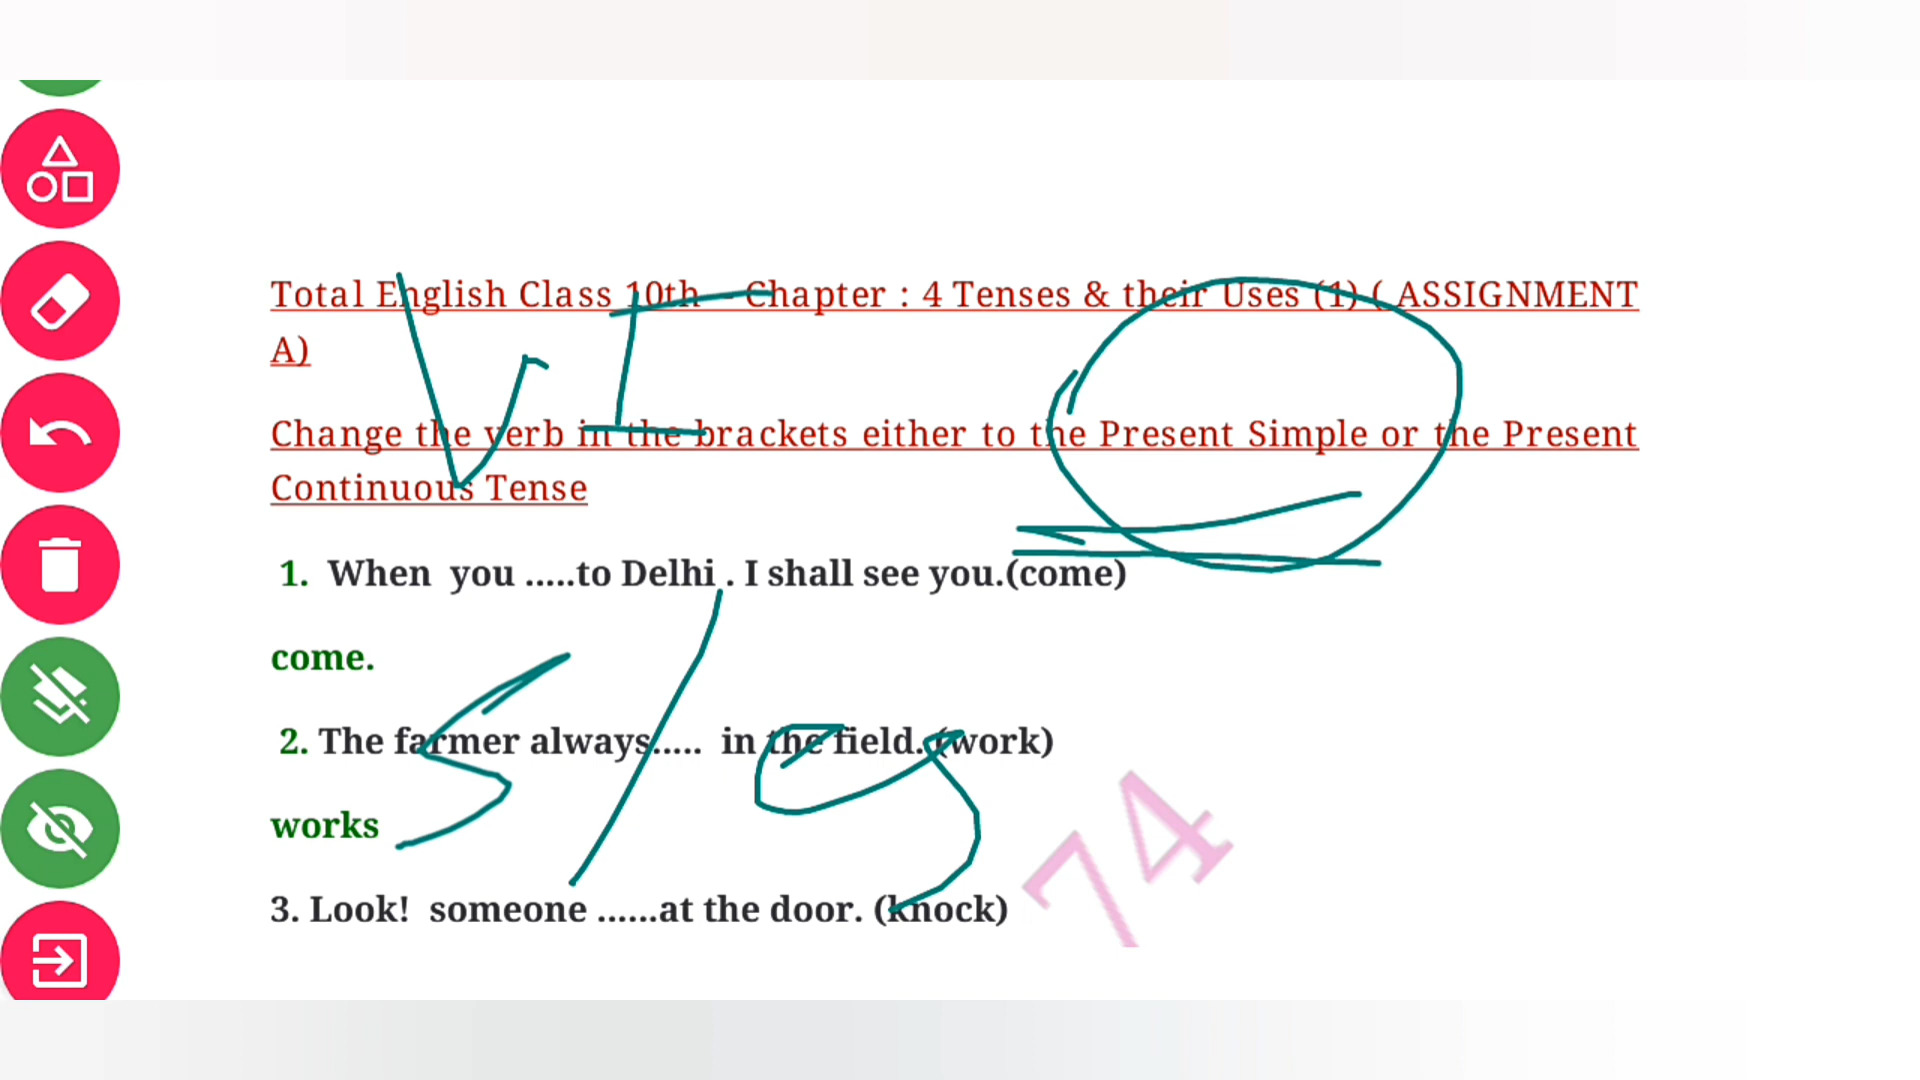 Total English Class 10th - Chapter : 4 Tenses & their Uses (1) ( ASSIGNMENT
A)
Change the verb in the brackets either to the Present Simple or the Present
Continuous Tense
1. When you .....to Delhi . I shall see you.(come)
come.
2. The farmer always..... in the field. (work)
works
3. Look! someone ......at the door. (knock)
74